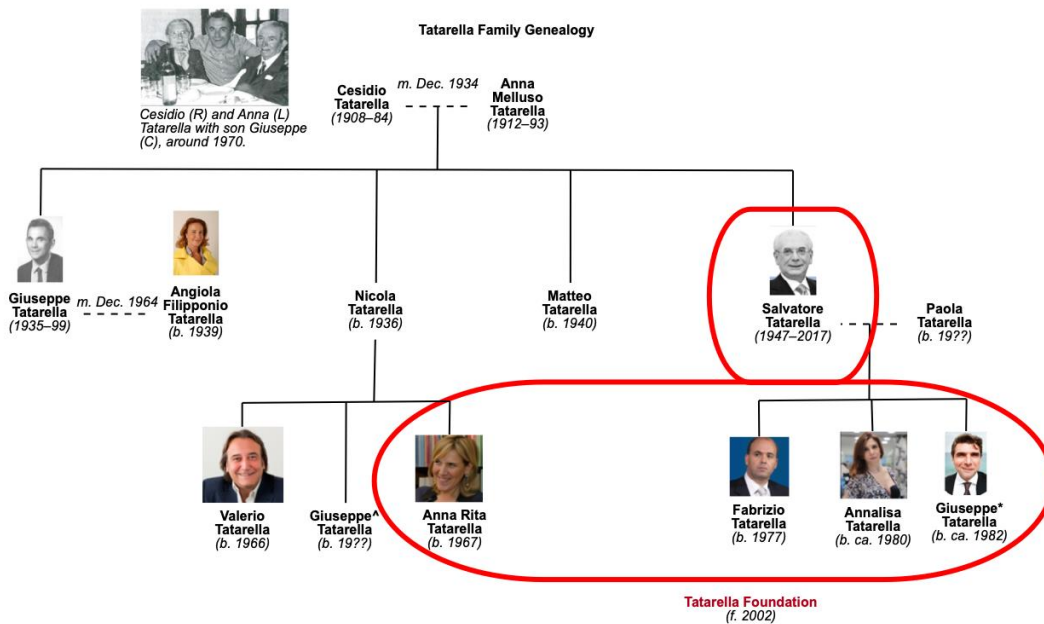 Tatarella Family Genealogy
Cesidio (R) and Anna (L)
Tatarella with son Giuseppe
(C), around 1970.
Cesidio
Tatarella
(1908–84)
m. Dec. 1934
Anna
Melluso
Tatarella
(1912–93)
Giuseppe
Tatarella
(1935–99)
m. Dec. 1964
Angiola
Filipponio
Tatarella
(b. 1939)
Nicola
Tatarella
(b. 1936)
Matteo
Tatarella
(b. 1940)
Salvatore
Tatarella
(1947–2017)
Paola
Tatarella
(b. 19??)
Valerio
Tatarella
(b. 1966)
Giuseppe^
Tatarella
(b. 19??)
Anna Rita
Tatarella
(b. 1967)
Fabrizio
Tatarella
(b. 1977)
Annalisa
Tatarella
(b. ca. 1980)
Giuseppe*
Tatarella
(b. ca. 1982)
Tatarella Foundation
(f. 2002)